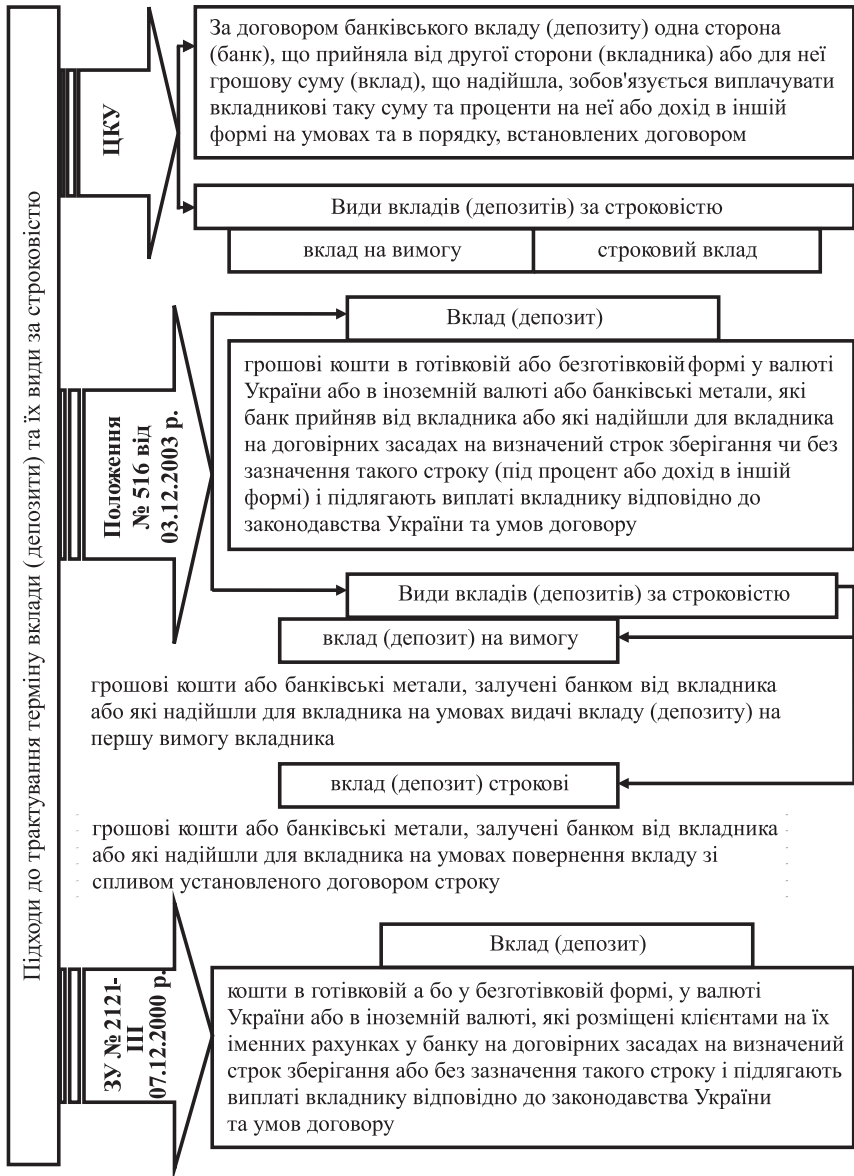 Підходи до трактування терміну вклади (депозити) та їх види за строковістю
ЦКУ
За договором банківського вкладу (депозиту) одна сторона
(банк), що прийняла від другої сторони (вкладника) або для неї
грошову суму (вклад), що надійшла, зобов'язується виплачувати
вкладникові таку суму та проценти на неї або дохід в іншій
формі на умовах та в порядку, встановлених договором
Види вкладів (депозитів) за строковістю
вклад на вимогу
строковий вклад
Положення
№ 516 від
03.12.2003 р.
Вклад (депозит)
грошові кошти в готівковій або безготівковій формі у валюті
України або в іноземній валюті або банківські метали, які
банк прийняв від вкладника або які надійшли для вкладника
на договірних засадах на визначений строк зберігання чи без
зазначення такого строку (під процент або дохід в іншій
формі) і підлягають виплаті вкладнику відповідно до
законодавства України та умов договору
Види вкладів (депозитів) за строковістю
вклад (депозит) на вимогу
грошові кошти або банківські метали, залучені банком від вкладника
або які надійшли для вкладника на умовах видачі вкладу (депозиту) на
першу вимогу вкладника
вклад (депозит) строкові
грошові кошти або банківські метали, залучені банком від вкладника
або які надійшли для вкладника на умовах повернення вкладу зі
спливом установленого договором строку
ЗУ № 2121-
III
07.12.2000 р.
Вклад (депозит)
кошти в готівковій а бо у безготівковій формі, у валюті
України або в іноземній валюті, які розміщені клієнтами на їх
іменних рахунках у банку на договірних засадах на визначений
строк зберігання або без зазначення такого строку і підлягають
виплаті вкладнику відповідно до законодавства України
та умов договору